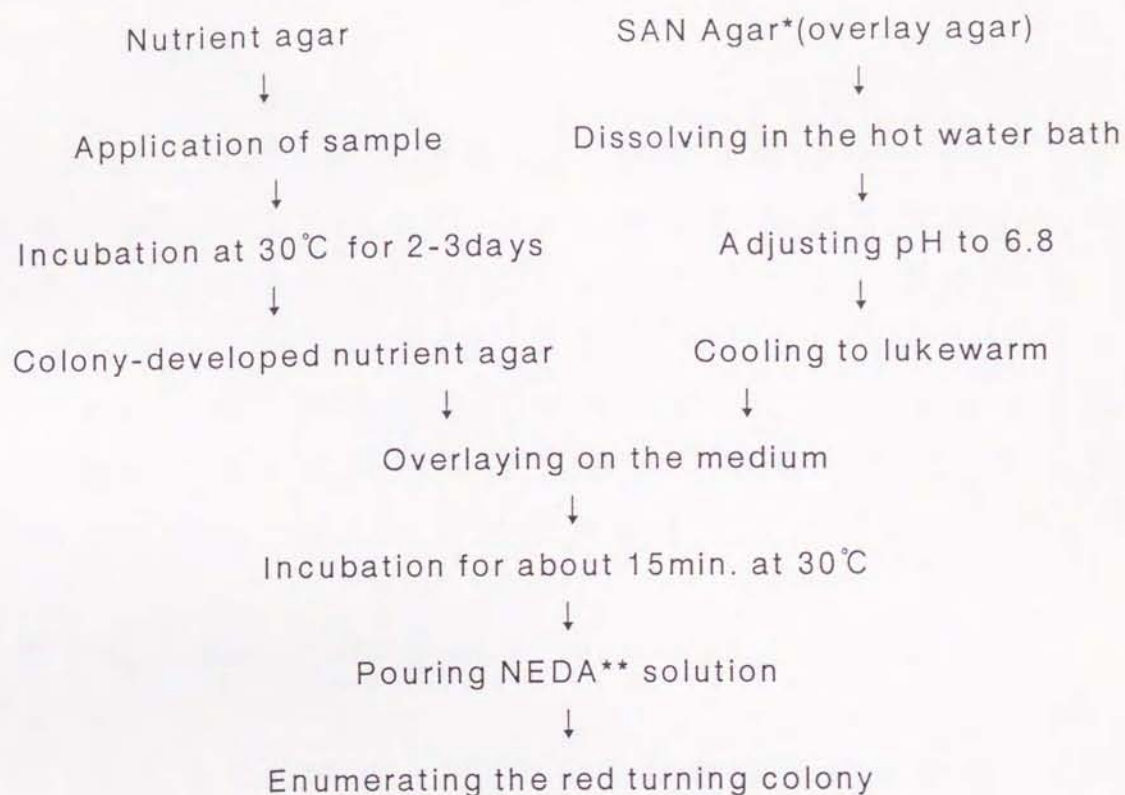 Nutrient agar
↓
Application of sample
↓
Incubation at 30℃ for 2-3days
↓
Colony-developed nutrient agar
↓
SAN Agar*(overlay agar)
↓
Dissolving in the hot water bath
↓
Adjusting pH to 6.8
↓
Cooling to lukewarm
↓
Overlaying on the medium
↓
Incubation for about 15min. at 30℃
↓
Pouring NEDA** solution
↓
Enumerating the red turning colony